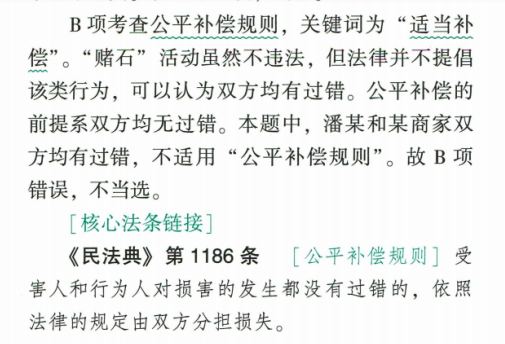 B 项考查公平补偿规则，关键词为“适当补
偿”。“赌石”活动虽然不违法，但法律并不提倡
该类行为，可以认为双方均有过错。公平补偿的
前提系双方均无过错。本题中，潘某和某商家双
方均有过错，不适用“公平补偿规则”。故 B 项
错误，不当选。
[核心法条链接]
《民法典》第 1186 条 [公平补偿规则] 受
害人和行为人对损害的发生都没有过错的，依照
法律的规定由双方分担损失。